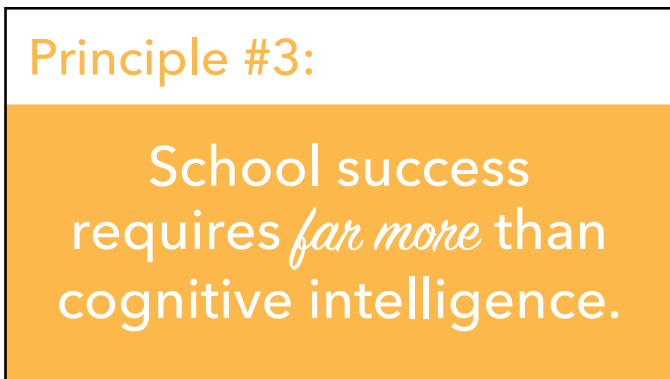 Principle #3:
School success
requires far more than
cognitive intelligence.